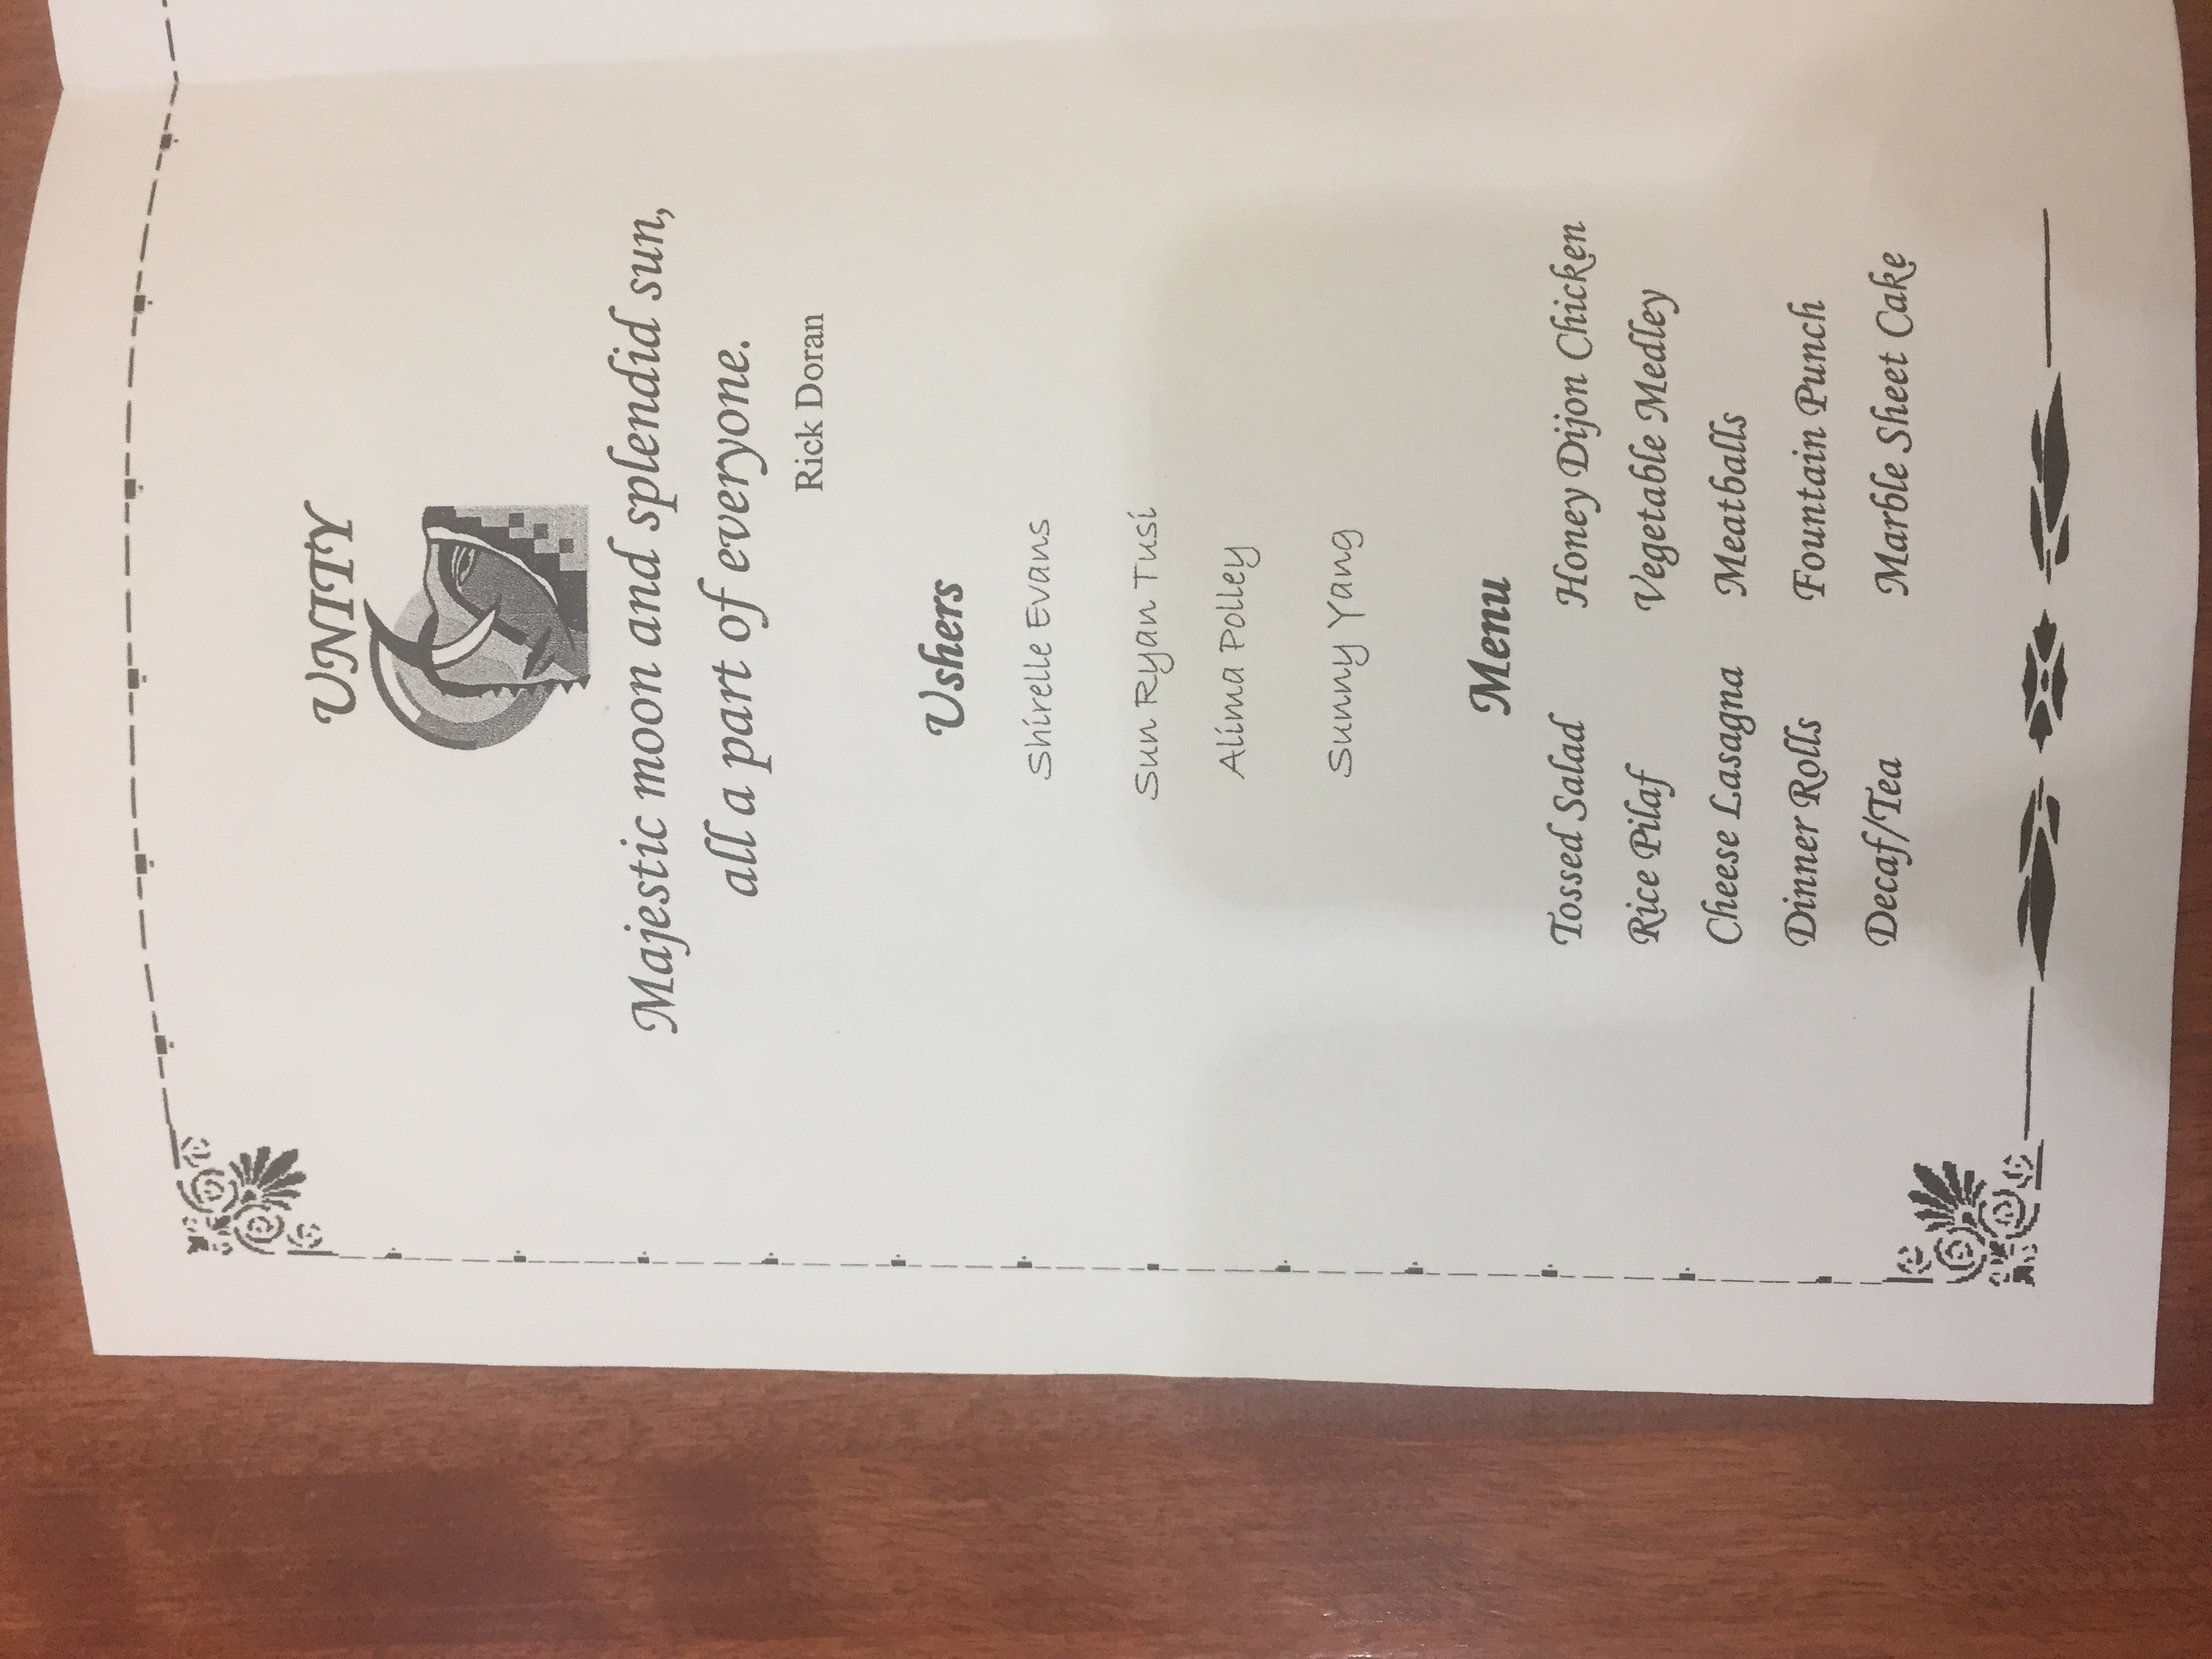 UNITY
Majestic moon and splendid sun,
all a part of everyone.
Rick Doran
Ushers
Shirelle Evans
Sun Ryan Tusi
Alima Polley
Sunny Yang
Menu
Tossed Salad Honey Dijon Chicken
Rice Pilaf Vegetable Medley
Cheese Lasagna Meatballs
Dinner Rolls Fountain Punch
Decaf/Tea Marble Sheet Cake